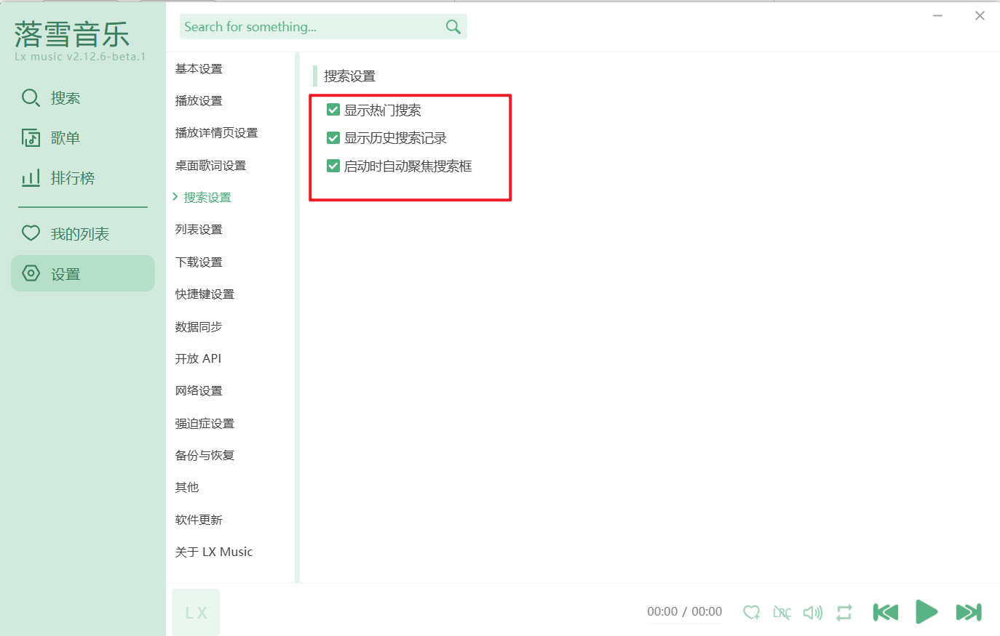 落雪音乐
Lx music v2.12.6-beta.1
搜索
歌单
排行榜
我的列表
设置
Search for something...
基本设置
播放设置
播放详情页设置
桌面歌词设置
搜索设置
列表设置
下载设置
快捷键设置
数据同步
开放 API
网络设置
强迫症设置
备份与恢复
其他
软件更新
关于 LX Music
搜索设置
显示热门搜索
显示历史搜索记录
启动时自动聚焦搜索框
LX
00:00 / 00:00
LRC